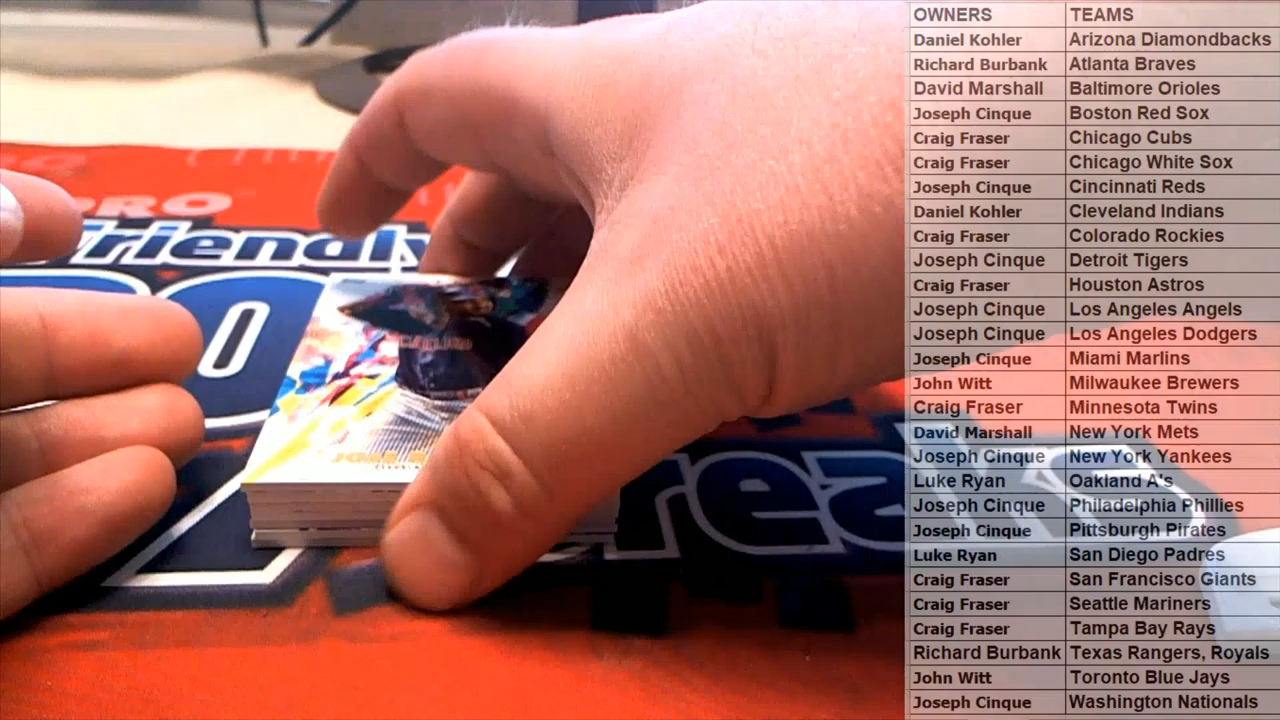 OWNERS TEAMS
Daniel Kohler Arizona Diamondbacks
Richard Burbank Atlanta Braves
David Marshall Baltimore Orioles
Joseph Cinque Boston Red Sox
Craig Fraser Chicago Cubs
Craig Fraser Chicago White Sox
Joseph Cinque Cincinnati Reds
Daniel Kohler Cleveland Indians
Craig Fraser Colorado Rockies
Joseph Cinque Detroit Tigers
Craig Fraser Houston Astros
Joseph Cinque Los Angeles Angels
Joseph Cinque Los Angeles Dodgers
Joseph Cinque Miami Marlins
John Witt Milwaukee Brewers
Craig Fraser Minnesota Twins
David Marshall New York Mets
Joseph Cinque New York Yankees
Luke Ryan Oakland A's
Joseph Cinque Philadelphia Phillies
Joseph Cinque Pittsburgh Pirates
Luke Ryan San Diego Padres
Craig Fraser San Francisco Giants
Craig Fraser Seattle Mariners
Craig Fraser Tampa Bay Rays
Richard Burbank Texas Rangers, Royals
John Witt Toronto Blue Jays
Joseph Cinque Washington Nationals
PRO
Friendly